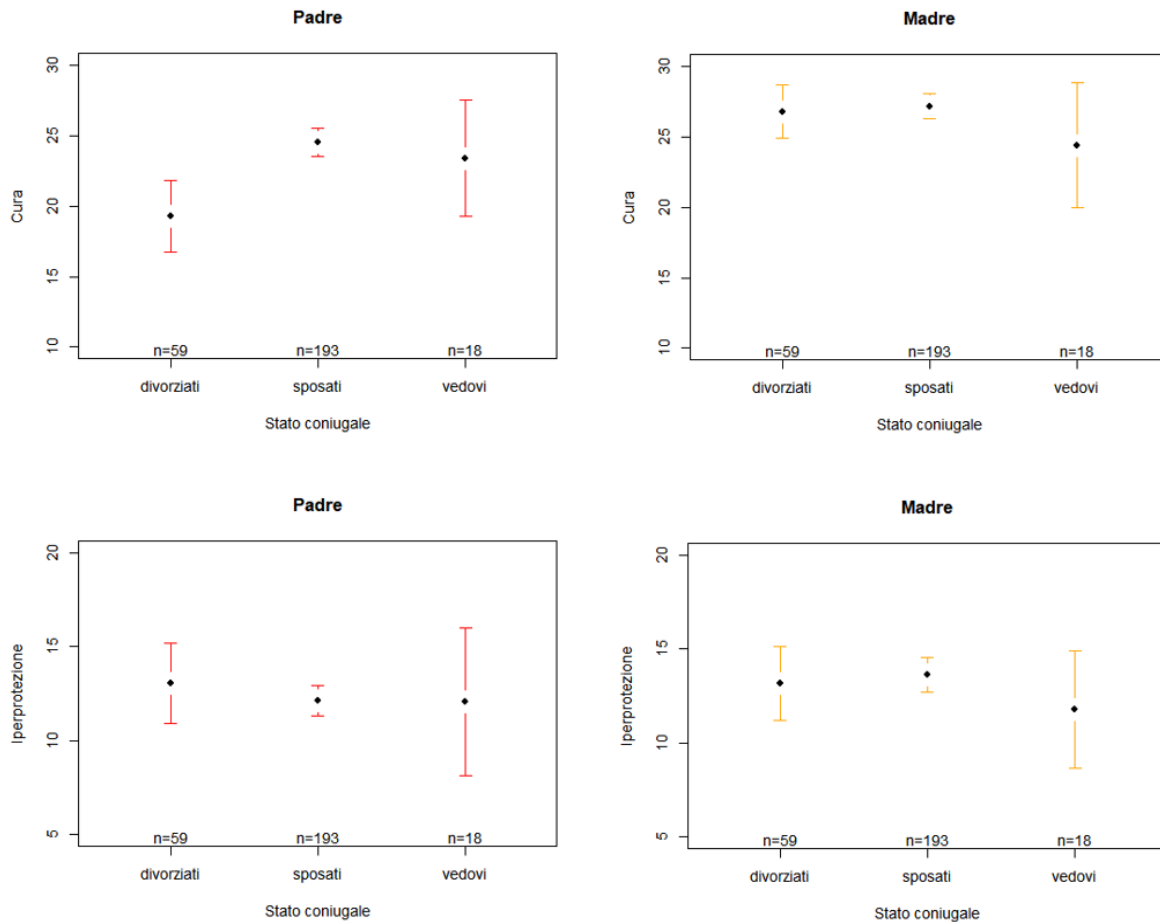 Padre
30
25
20
15
10
Cura
n=59 n=193 n=18
divorziati sposati vedovi
Stato coniugale
Madre
30
25
20
15
10
Cura
n=59 n=193 n=18
divorziati sposati vedovi
Stato coniugale
Padre
20
15
10
5
Iperprotezione
n=59 n=193 n=18
divorziati sposati vedovi
Stato coniugale
Madre
20
15
10
5
Iperprotezione
n=59 n=193 n=18
divorziati sposati vedovi
Stato coniugale